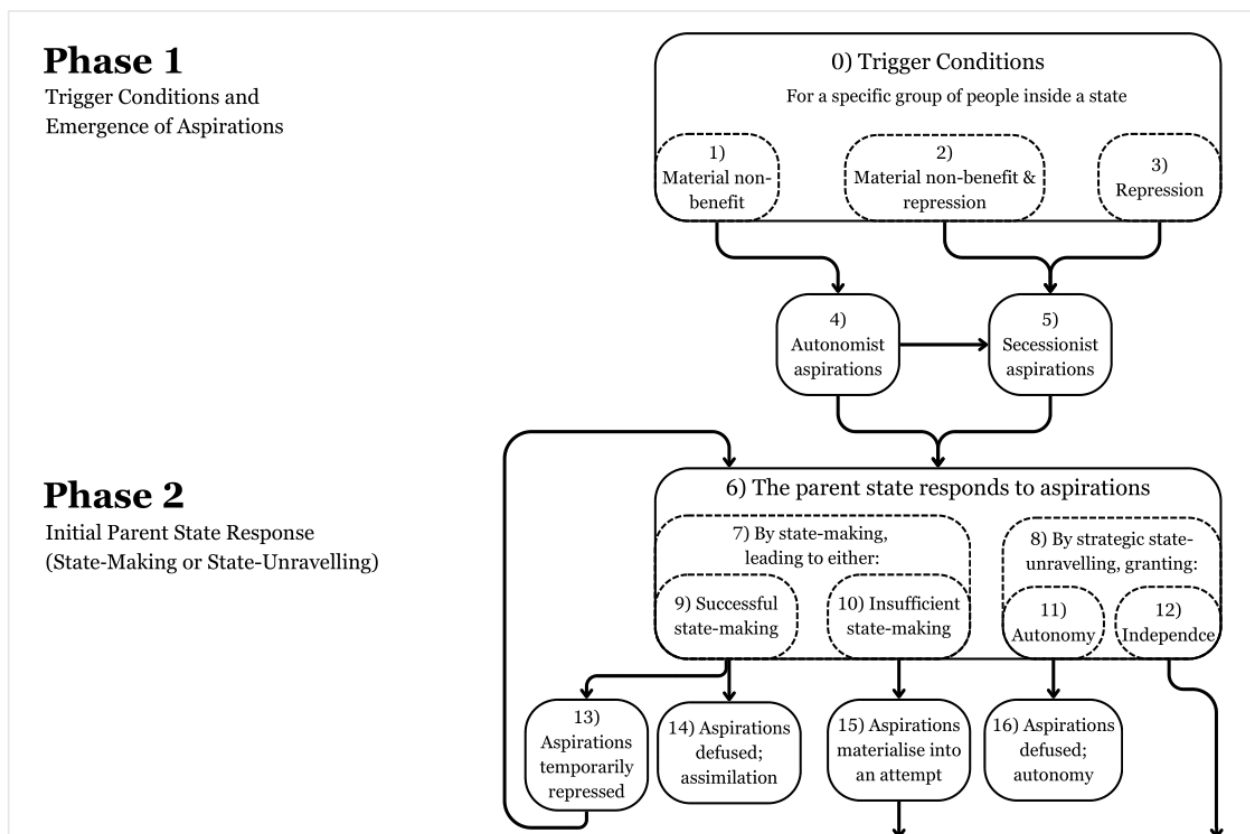 Phase 1
Trigger Conditions and
Emergence of Aspirations
0) Trigger Conditions
For a specific group of people inside a state
1)
Material non-
benefit
2)
Material non-benefit &
repression
3)
Repression
4)
Autonomist
aspirations
5)
Secessionist
aspirations
Phase 2
Initial Parent State Response
(State-Making or State-Unravelling)
6) The parent state responds to aspirations
7) By state-making,
leading to either:
8) By strategic state-
unravelling, granting:
9) Successful
state-making
10) Insufficient
state-making
11)
Autonomy
12)
Independce
13)
Aspirations
temporarily
repressed
14) Aspirations
defused;
assimilation
15) Aspirations
materialise into
an attempt
16) Aspirations
defused;
autonomy